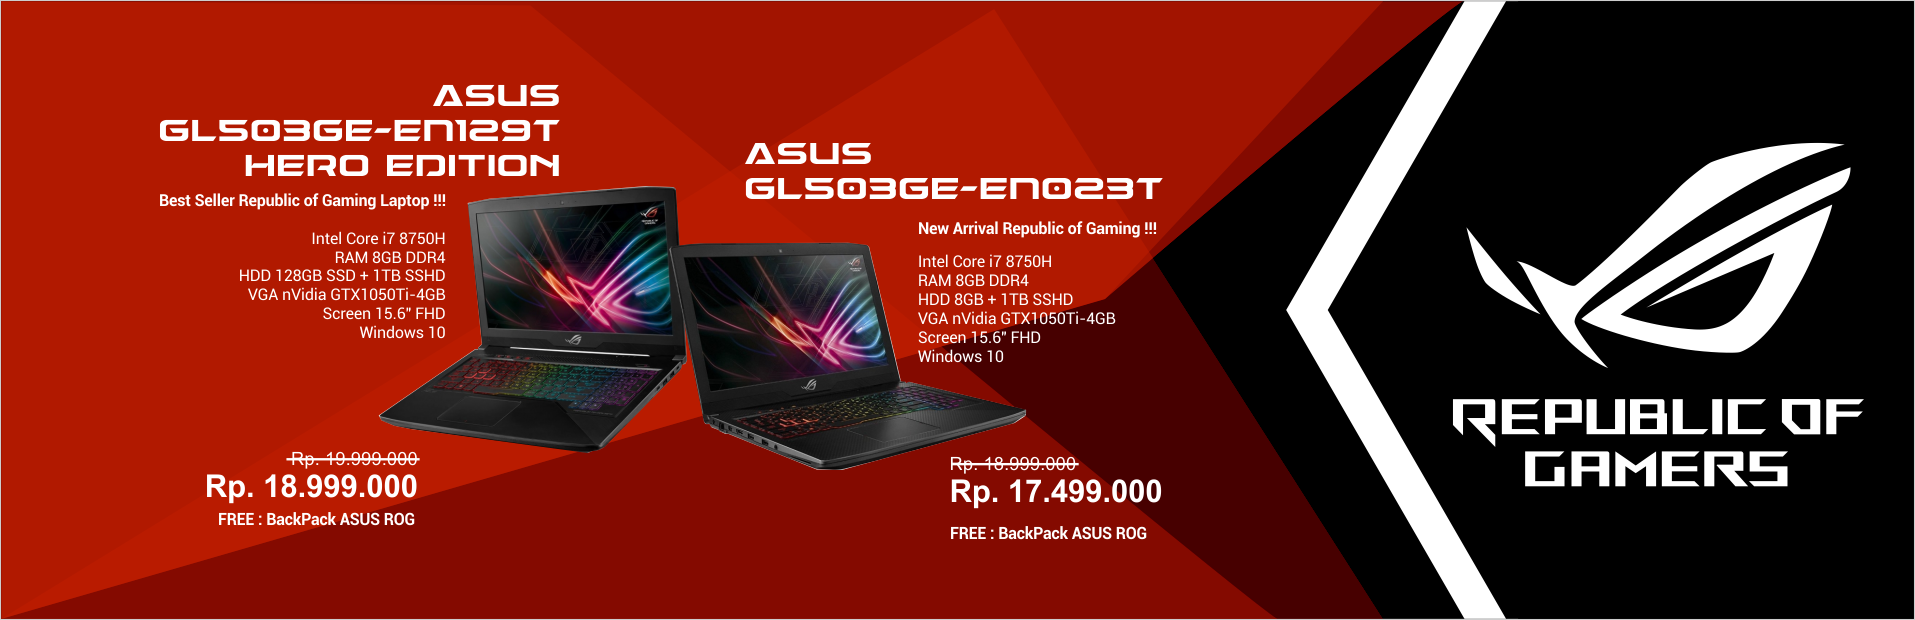 ASUS
GL503GE-EN129T
HERO EDITION
Best Seller Republic of Gaming Laptop !!!
Intel Core i7 8750H
RAM 8GB DDR4
HDD 128GB SSD + 1TB SSHD
VGA nVidia GTX1050Ti-4GB
Screen 15.6" FHD
Windows 10
Rp. 19.999.000
Rp. 18.999.000
FREE : BackPack ASUS ROG
ASUS
GL503GE-EN023T
New Arrival Republic of Gaming !!!
Intel Core i7 8750H
RAM 8GB DDR4
HDD 8GB + 1TB SSHD
VGA nVidia GTX1050Ti-4GB
Screen 15.6" FHD
Windows 10
Rp. 18.999.000
Rp. 17.499.000
FREE : BackPack ASUS ROG
REPUBLIC OF
GAMERS